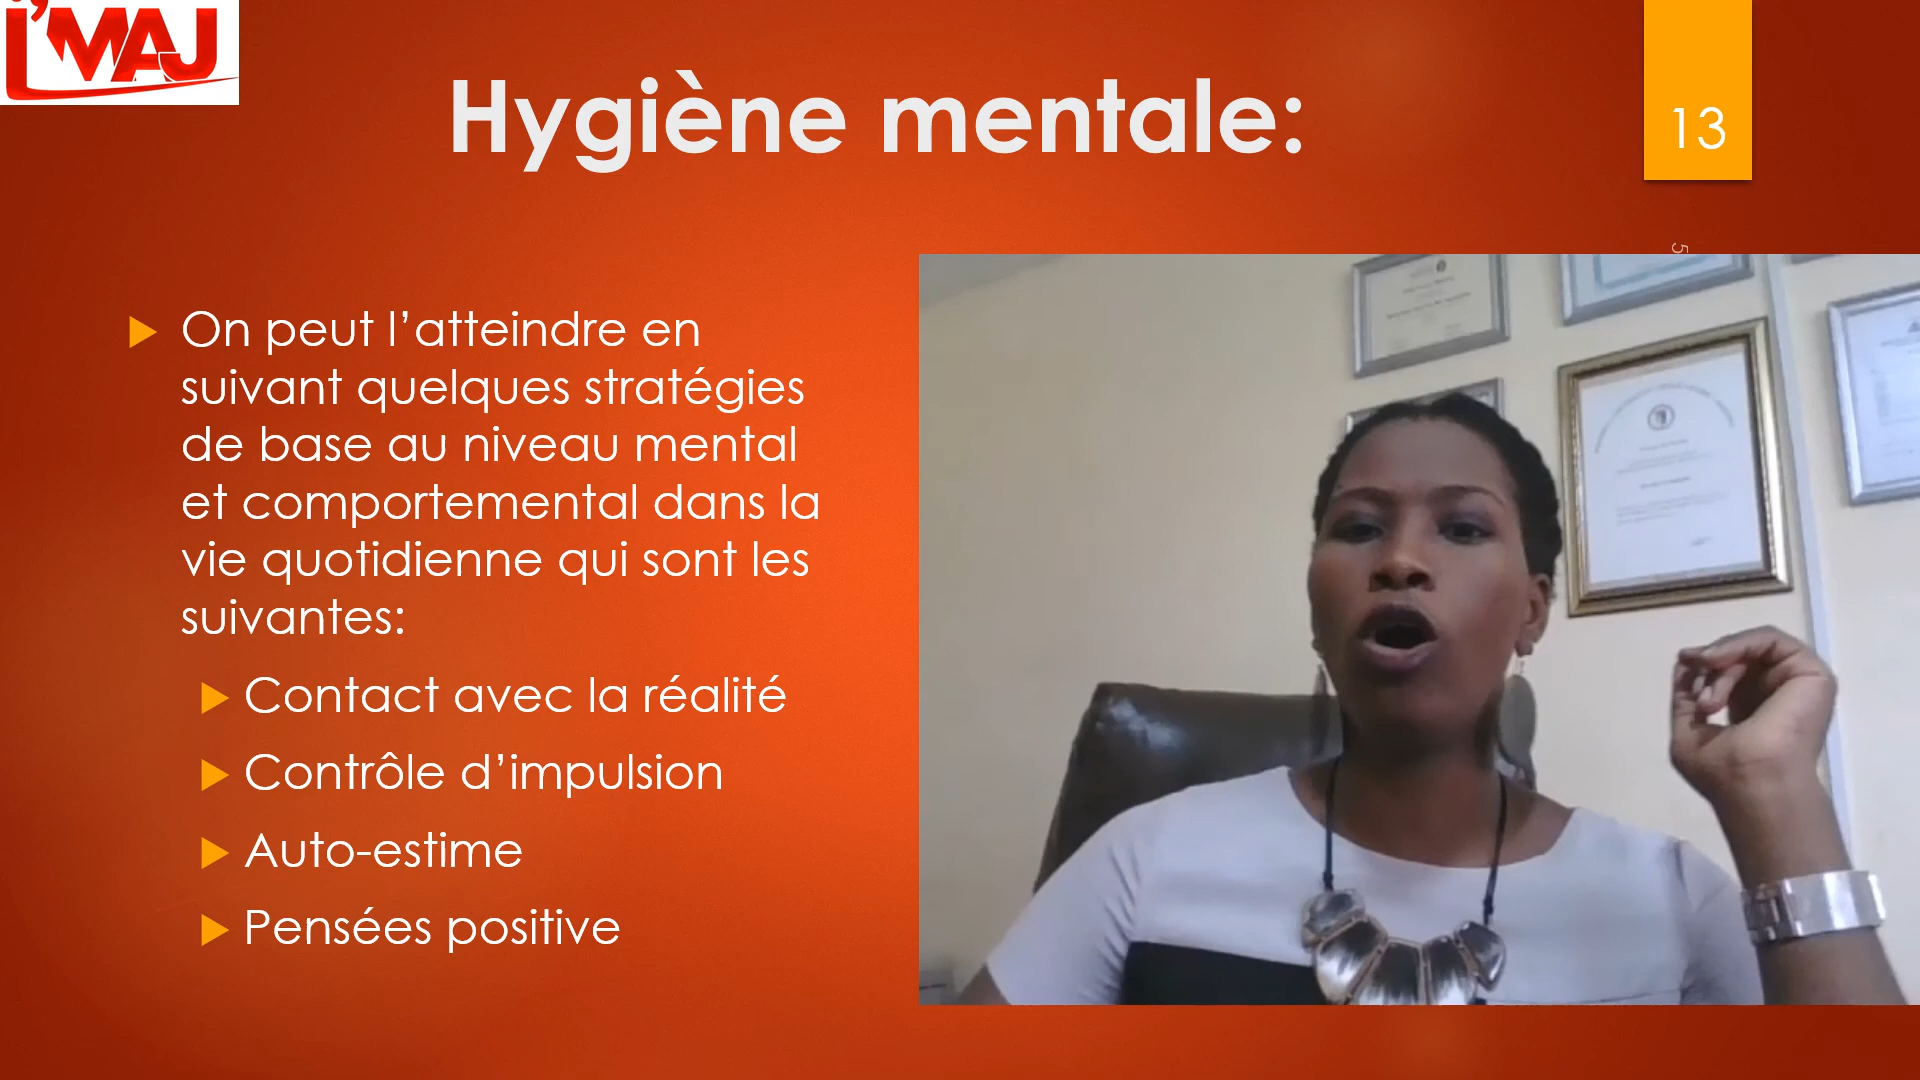 i'MAJ
Hygiène mentale:
13
5
On peut l’atteindre en
suivant quelques stratégies
de base au niveau mental
et comportemental dans la
vie quotidienne qui sont les
suivantes:
Contact avec la réalité
Contrôle d’impulsion
Auto-estime
Pensées positive